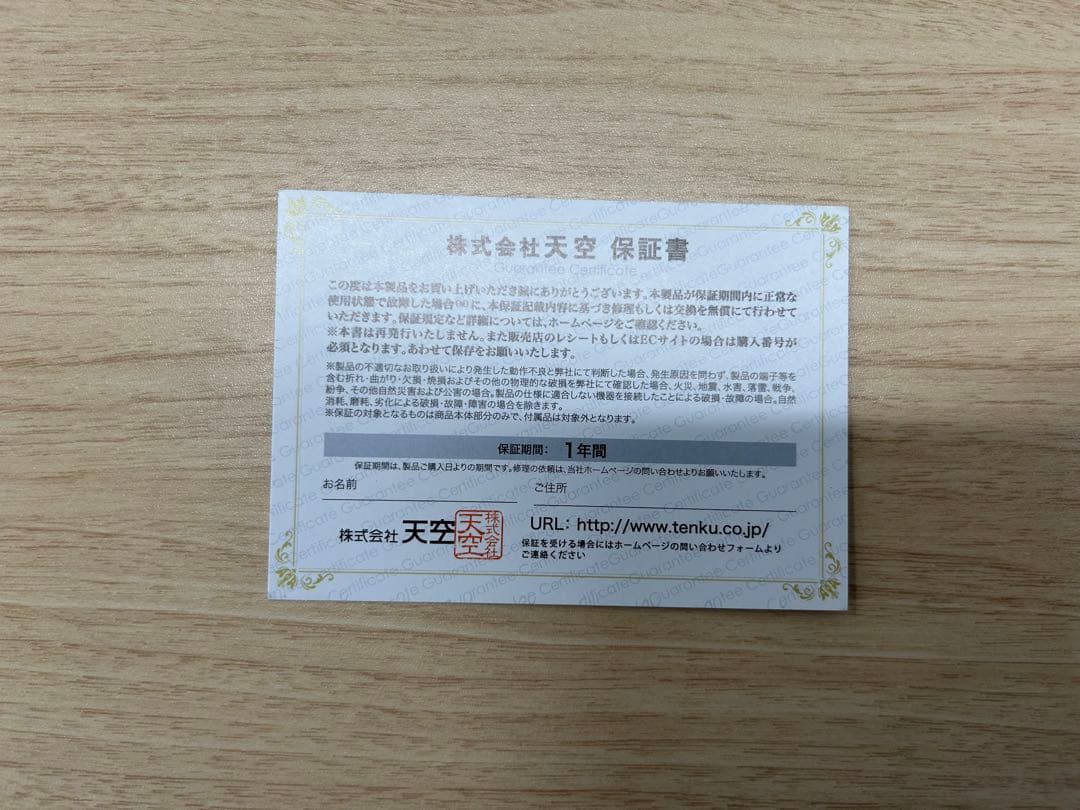 株式会社天空 保証書
Guarantee Certificate
この度は本製品をお買い上げいただき誠にありがとうございます。本製品が保証期間内に正常な
使用状態で故障した場合(※)に、本保証記載内容に基づき修理もしくは交換を無償にて行わせて
いただきます。保証規定など詳細については、ホームページをご確認ください。
※本書は再発行いたしません。また販売店のレシートもしくはECサイトの場合は購入番号が
必須となります。あわせて保存をお願いいたします。
※製品の不適切なお取り扱いにより発生した動作不良と弊社にて判断した場合、発生原因を問わず、製品の端子等を
含む折れ・曲がり・欠損・焼損およびその他の物理的な破損を弊社にて確認した場合、火災、地震、水害、落雷、戦争、
紛争、その他自然災害および公害の場合。製品の仕様に適合しない機器を接続したことによる破損・故障の場合。自然
消耗、磨耗、劣化による破損・故障・障害の場合を除きます。
※保証の対象となるものは商品本体部分のみで、付属品は対象外となります。
保証期間： 1年間
保証期間は、製品ご購入日よりの期間です。修理の依頼は、当社ホームページの問い合わせよりお願いいたします。
お名前 ご住所
株式会社 天空
株式会社天空
URL: http://www.tenku.co.jp/
保証を受ける場合にはホームページの問い合わせフォームより
ご連絡ください